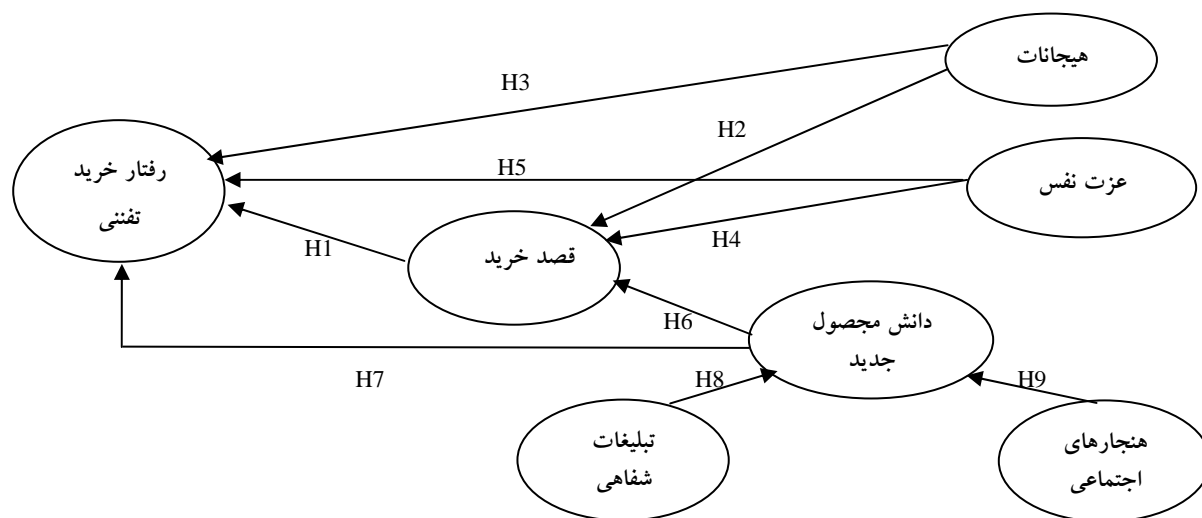 هیجانات
H3
H2
رفتار خرید
تفننی
H5
عزت نفس
H1
قصد خرید
H4
H6
دانش مجصول
جدید
H7
H8
H9
تبلیغات
شفاهی
هنجارهای
اجتماعی